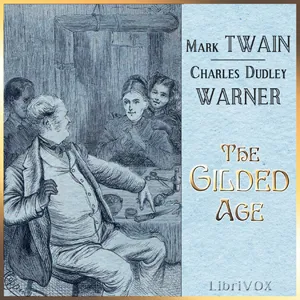 MARK TWAIN
CHARLES DUDLEY
WARNER
THE
GILDED
AGE
LIBRIVOX